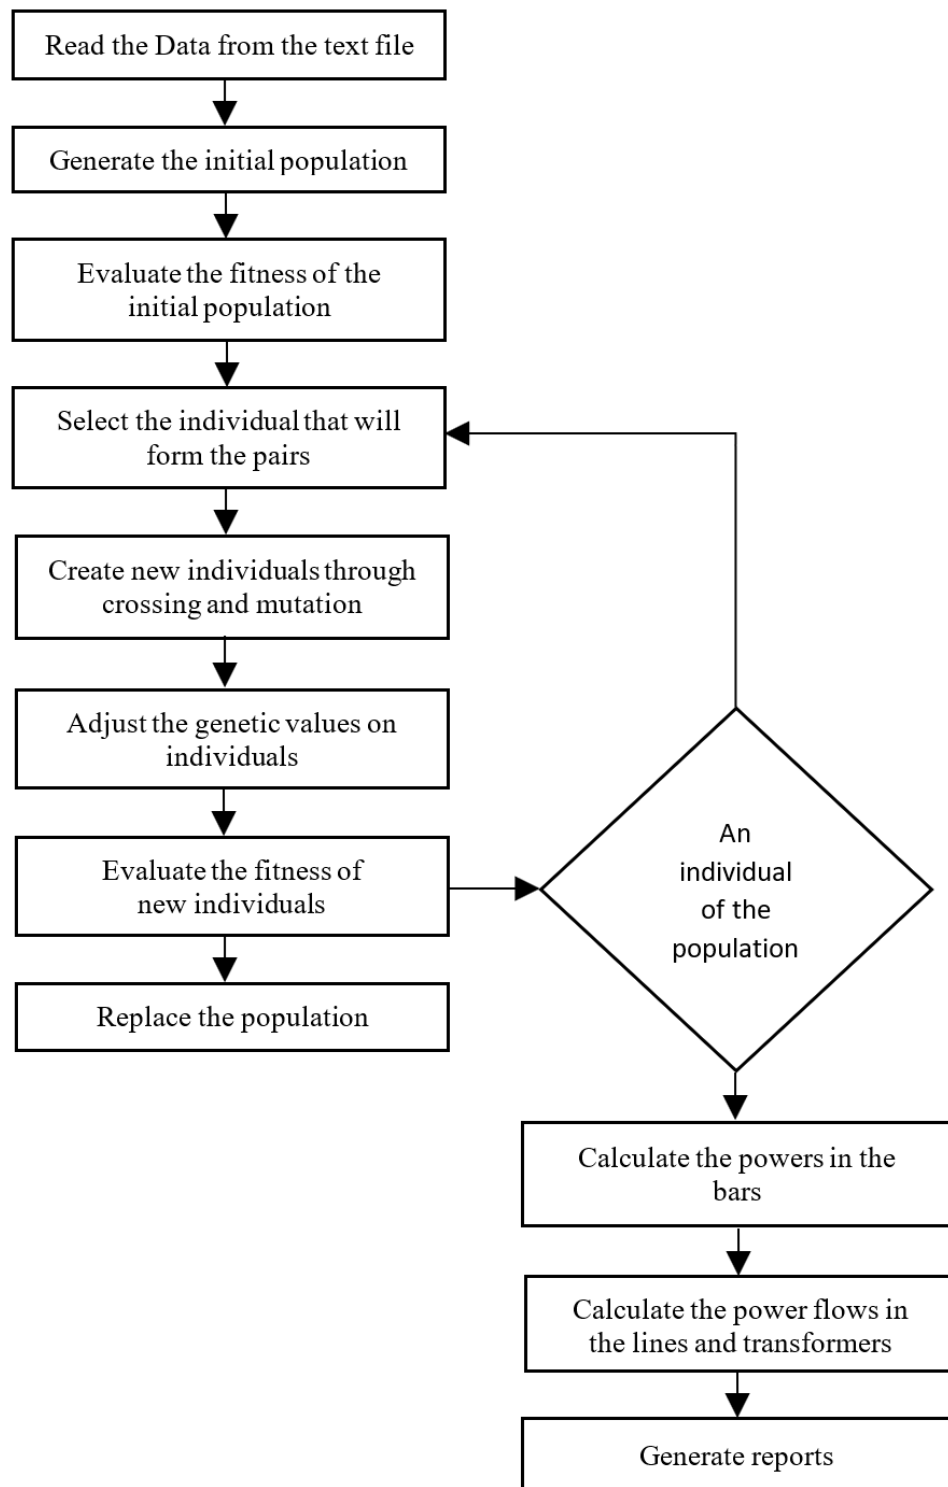 Read the Data from the text file
Generate the initial population
Evaluate the fitness of the
initial population
Select the individual that will
form the pairs
Create new individuals through
crossing and mutation
Adjust the genetic values on
individuals
Evaluate the fitness of
new individuals
Replace the population
An
individual
of the
population
Calculate the powers in the
bars
Calculate the power flows in
the lines and transformers
Generate reports